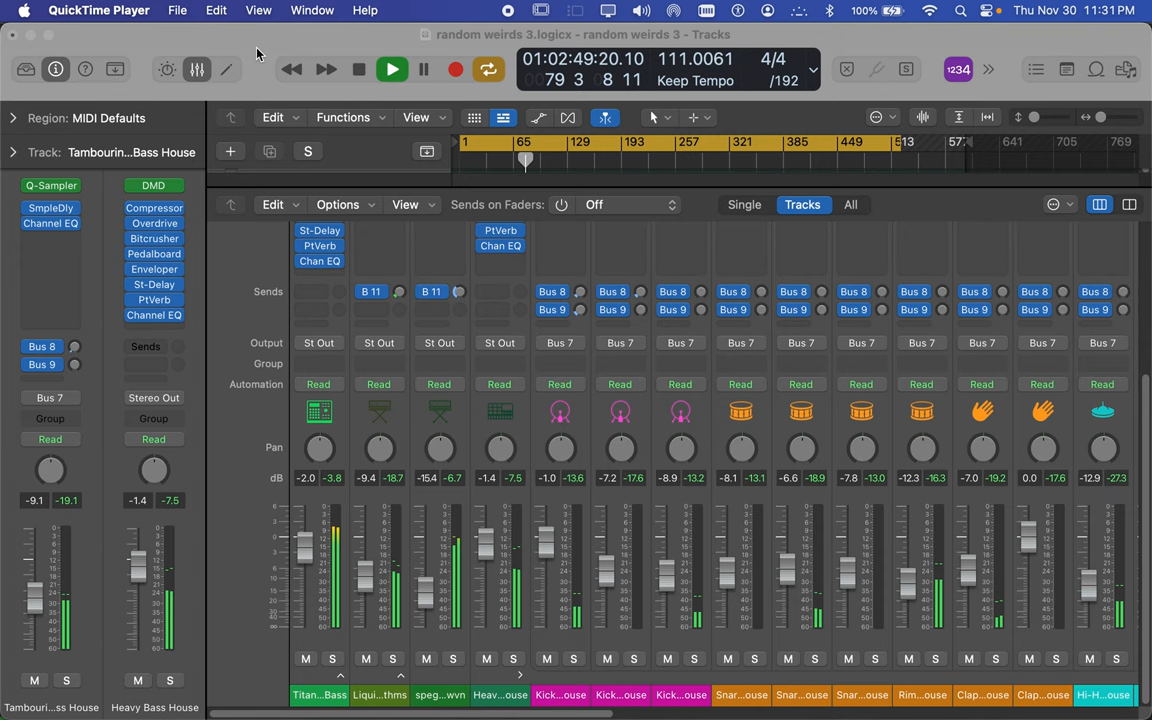 QuickTime Player File Edit View Window Help 100% Thu Nov 30 11:31 PM
random weirds 3.logicx - random weirds 3 - Tracks
01:02:49:20.10 111.0061 4/4
0079 3 08 11 Keep Tempo /192
1234
Region: MIDI Defaults
Edit Functions View
Track: Tambourin...Bass House
S
1 65 129 193 257 321 385 449 513 577 641 705 769
Q-Sampler DMD
Edit Options View Sends on Faders: Off Single Tracks All
SmpleDly Compressor
Channel EQ Overdrive
Bitcrusher
Pedalboard
Enveloper
St-Delay
PtVerb
Channel EQ
St-Delay PtVerb
PtVerb Chan EQ
Chan EQ
Sends B 11 B 11 Bus 8 Bus 8 Bus 8 Bus 8 Bus 8 Bus 8 Bus 8 Bus 8 Bus 8 Bus 8
Bus 9 Bus 9 Bus 9 Bus 9 Bus 9 Bus 9 Bus 9 Bus 9 Bus 9 Bus 9
Bus 8 Sends
Bus 9
Output St Out St Out St Out St Out Bus 7 Bus 7 Bus 7 Bus 7 Bus 7 Bus 7 Bus 7 Bus 7 Bus 7 Bus 7
Group
Automation Read Read Read Read Read Read Read Read Read Read Read Read Read Read
Bus 7 Stereo Out
Group Group
Read Read
Pan
dB -2.0 -3.8 -9.4 -18.7 -15.4 -6.7 -1.4 -7.5 -1.0 -13.6 -7.2 -17.6 -8.9 -13.2 -8.1 -13.1 -6.6 -18.9 -7.8 -13.0 -12.3 -16.3 -7.0 -19.2 0.0 -17.6 -12.9 -27.3
-9.1 -19.1 -1.4 -7.5
M S M S M S M S M S M S M S M S M S M S M S M S M S M S
M S M S
Titan...Bass Liqui...thms speg...wvn Heav...ouse Kick...ouse Kick...ouse Kick...ouse Snar...ouse Snar...ouse Snar...ouse Rim...ouse Clap...ouse Clap...ouse Hi-H...ouse
Tambouri...ss House Heavy Bass House